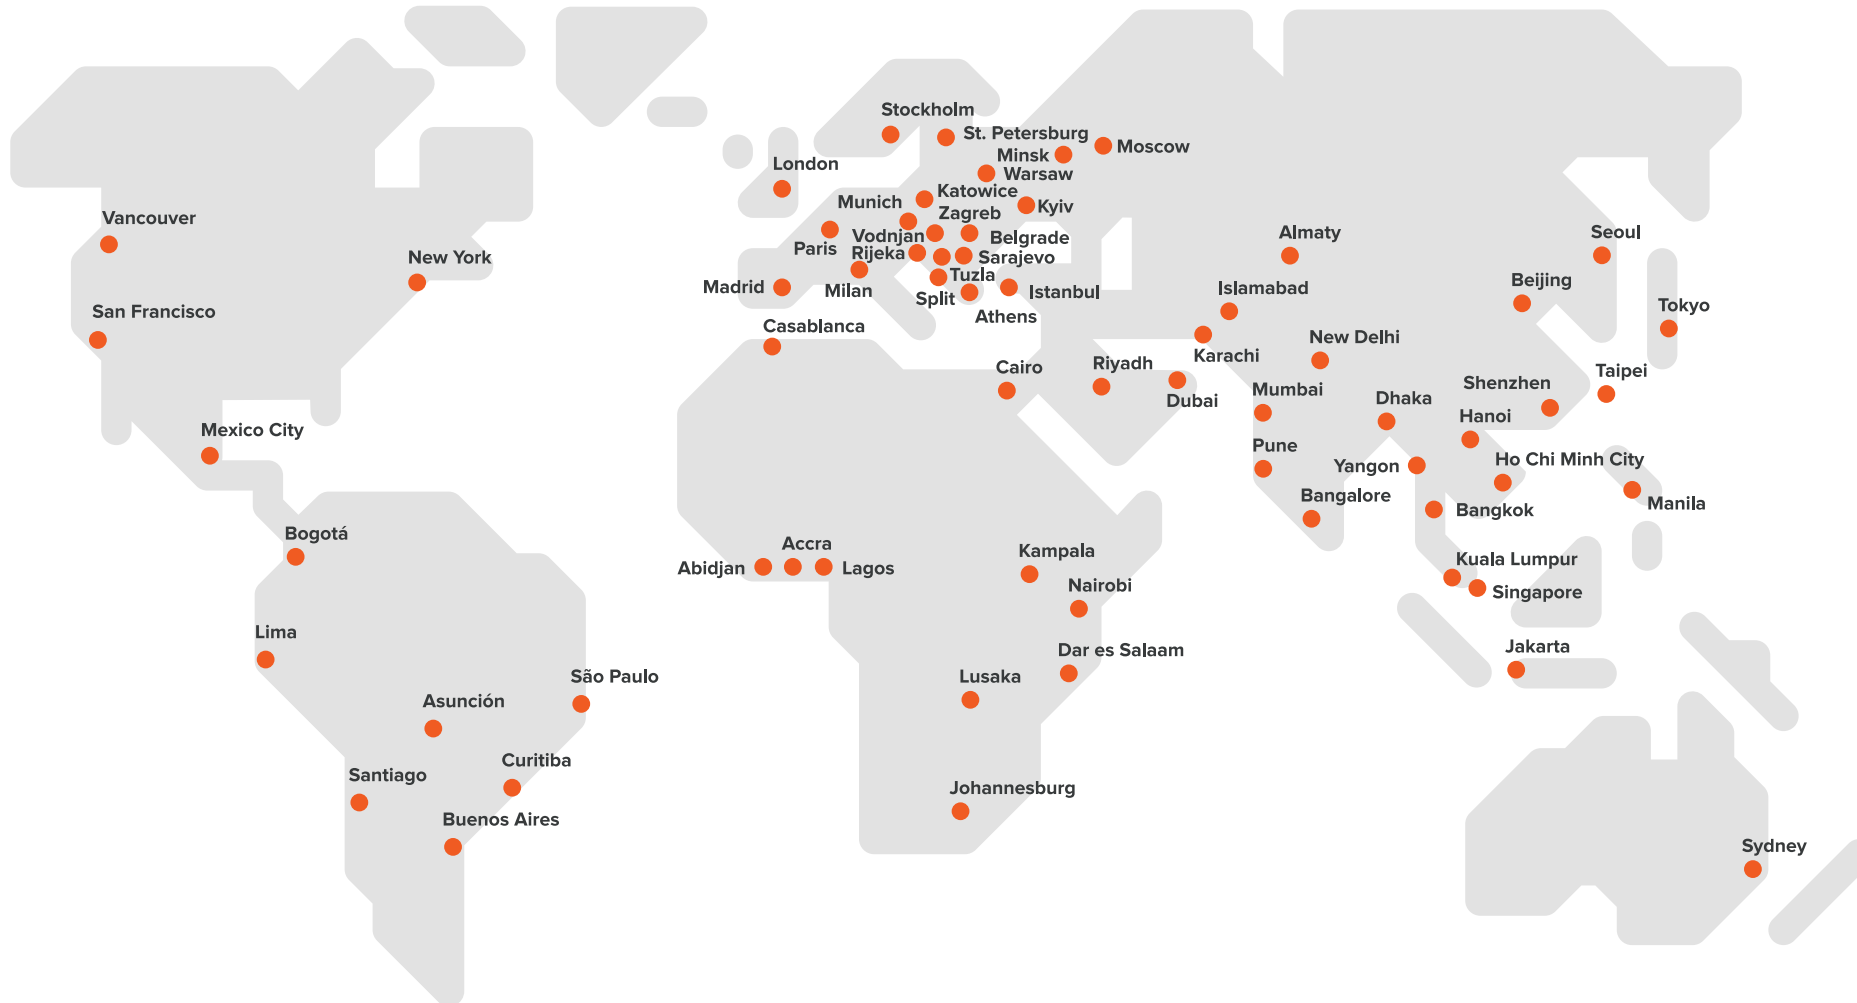 Stockholm
St. Petersburg
Moscow
Minsk
London
Warsaw
Katowice
Munich
Kyiv
Zagreb
Vancouver
Vodnjan
Belgrade
Almaty
Seoul
Paris
Rijeka
New York
Sarajevo
Tuzla
Beijing
Madrid
Milan
Split
Istanbul
Islamabad
Tokyo
San Francisco
Athens
Casablanca
New Delhi
Karachi
Cairo
Riyadh
Taipei
Shenzhen
Mumbai
Dubai
Dhaka
Hanoi
Mexico City
Pune
Yangon
Ho Chi Minh City
Bangalore
Manila
Bangkok
Bogotá
Accra
Kampala
Kuala Lumpur
Abidjan
Lagos
Nairobi
Singapore
Lima
Jakarta
Dar es Salaam
São Paulo
Lusaka
Asunción
Curitiba
Santiago
Johannesburg
Buenos Aires
Sydney